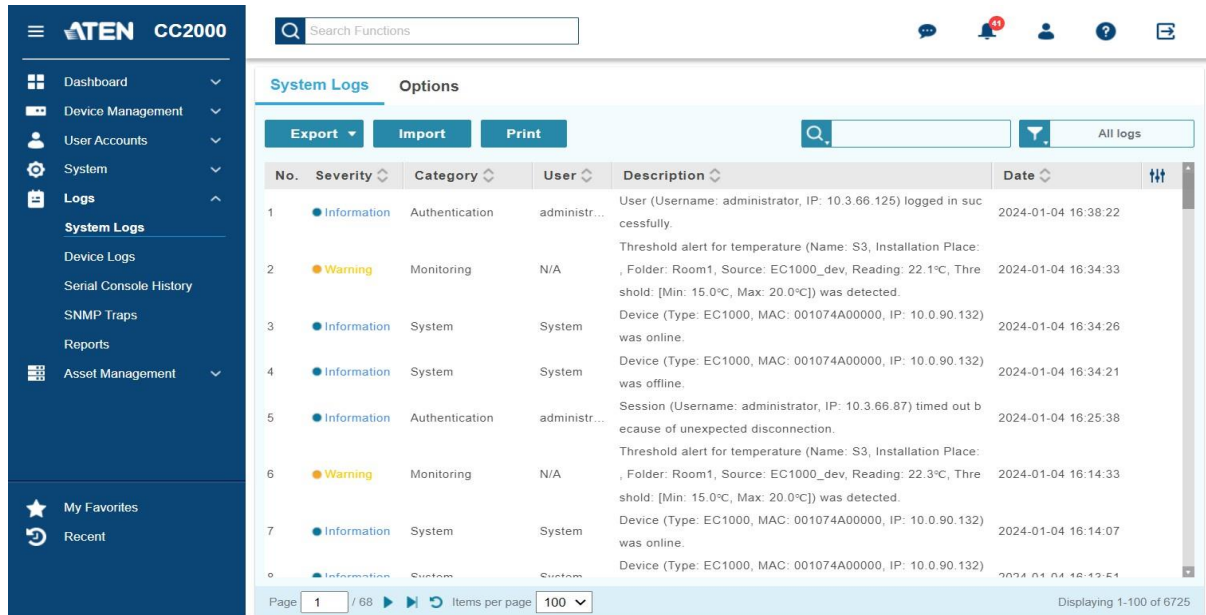 ATEN CC2000
Search Functions
41
Dashboard
Device Management
User Accounts
System
Logs
System Logs
Device Logs
Serial Console History
SNMP Traps
Reports
Asset Management
My Favorites
Recent
System Logs Options
Export Import Print All logs
No. Severity Category User Description Date
1 Information Authentication administr... User (Username: administrator, IP: 10.3.66.125) logged in suc
cessfully. 2024-01-04 16:38:22
Threshold alert for temperature (Name: S3, Installation Place:
2 Warning Monitoring N/A , Folder: Room1, Source: EC1000_dev, Reading: 22.1℃, Thre 2024-01-04 16:34:33
shold: [Min: 15.0℃, Max: 20.0℃]) was detected.
3 Information System System Device (Type: EC1000, MAC: 001074A00000, IP: 10.0.90.132)
was online. 2024-01-04 16:34:26
4 Information System System Device (Type: EC1000, MAC: 001074A00000, IP: 10.0.90.132)
was offline. 2024-01-04 16:34:21
5 Information Authentication administr... Session (Username: administrator, IP: 10.3.66.87) timed out b
ecause of unexpected disconnection. 2024-01-04 16:25:38
Threshold alert for temperature (Name: S3, Installation Place:
6 Warning Monitoring N/A , Folder: Room1, Source: EC1000_dev, Reading: 22.3℃, Thre 2024-01-04 16:14:33
shold: [Min: 15.0℃, Max: 20.0℃]) was detected.
7 Information System System Device (Type: EC1000, MAC: 001074A00000, IP: 10.0.90.132)
was online. 2024-01-04 16:14:07
8 Information System System Device (Type: EC1000, MAC: 001074A00000, IP: 10.0.90.132)
2024-01-04 16:13:51
Page 1 / 68 Items per page 100 Displaying 1-100 of 6725